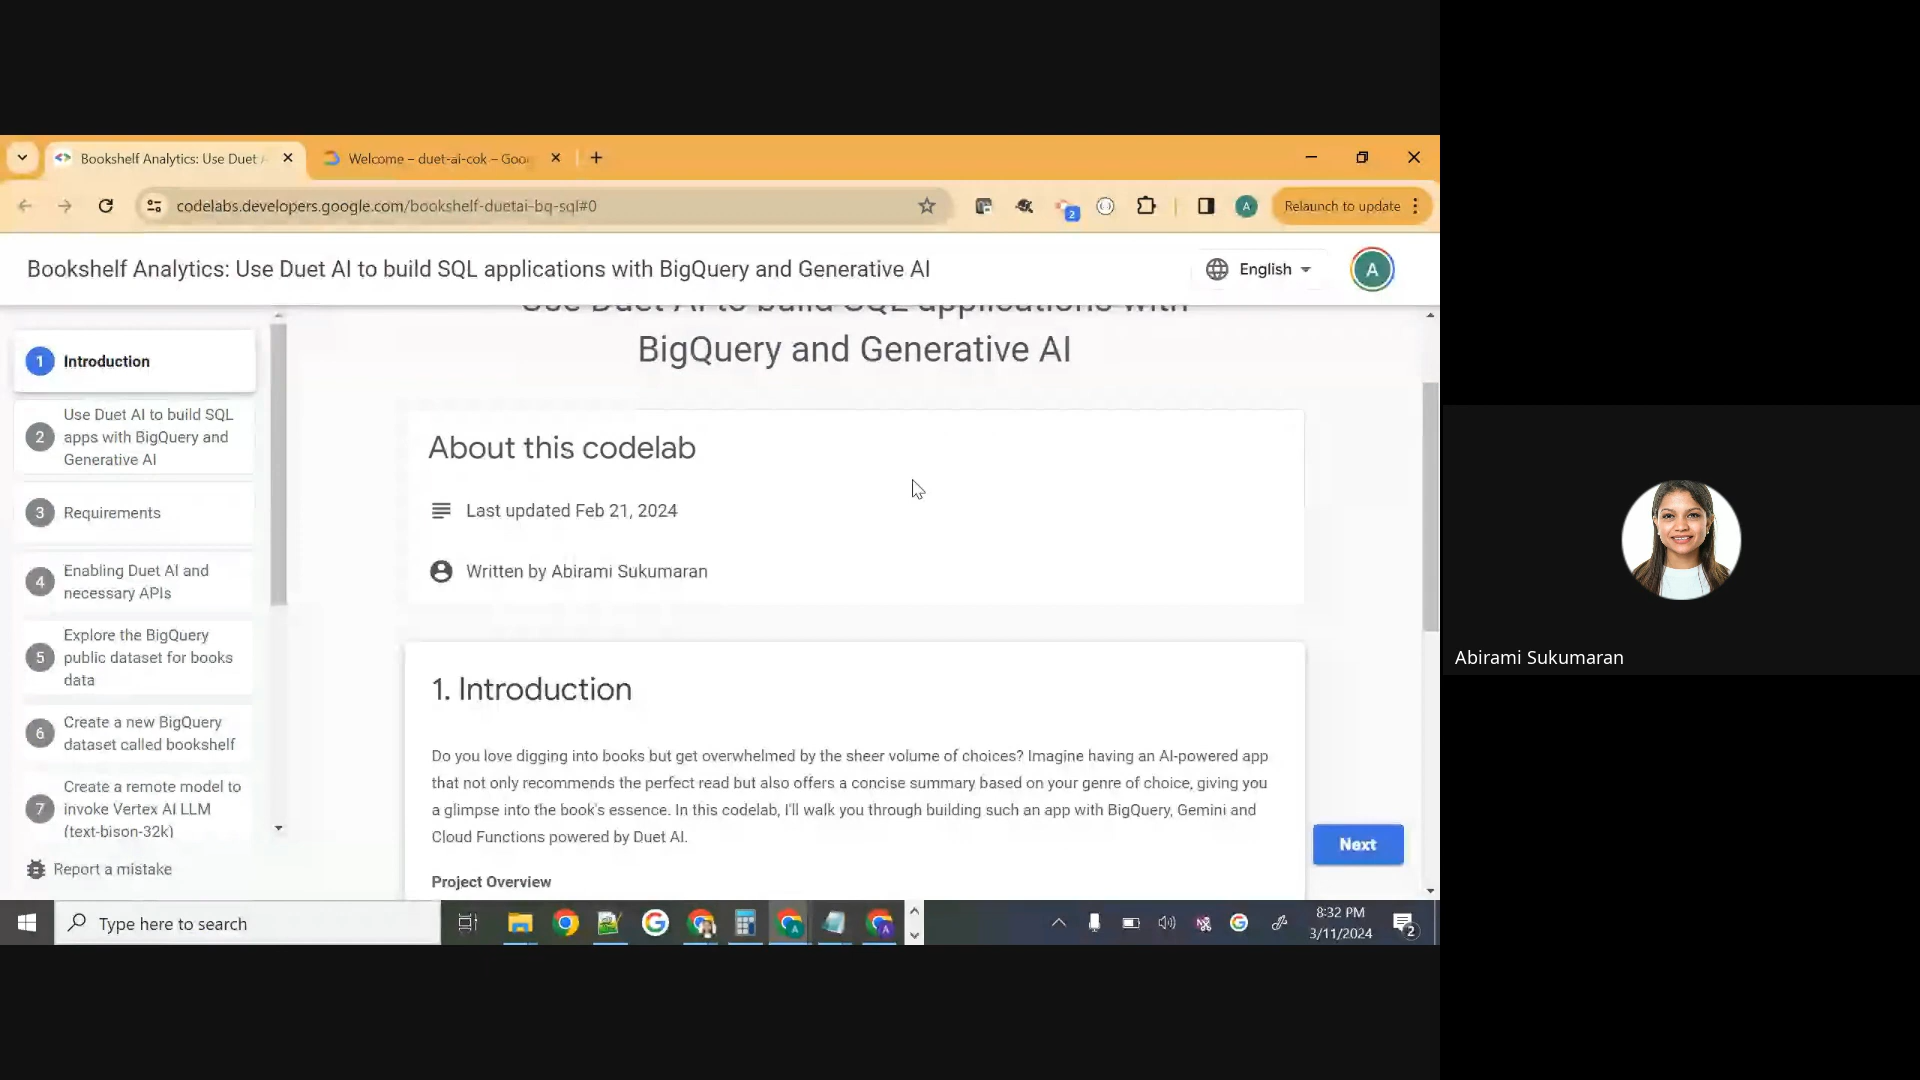 Bookshelf Analytics: Use Duet A
Welcome – duet-ai-cok – Goo
codelabs.developers.google.com/bookshelf-duetai-bq-sql#0
2
A
Relaunch to update
Bookshelf Analytics: Use Duet AI to build SQL applications with BigQuery and Generative AI
English
A
1 Introduction
2 Use Duet AI to build SQL
apps with BigQuery and
Generative AI
3 Requirements
4 Enabling Duet AI and
necessary APIs
5 Explore the BigQuery
public dataset for books
data
6 Create a new BigQuery
dataset called bookshelf
7 Create a remote model to
invoke Vertex AI LLM
(text-bison-32k)
Report a mistake
Use Duet AI to build SQL applications with
BigQuery and Generative AI
About this codelab
Last updated Feb 21, 2024
Written by Abirami Sukumaran
1. Introduction
Do you love digging into books but get overwhelmed by the sheer volume of choices? Imagine having an AI-powered app
that not only recommends the perfect read but also offers a concise summary based on your genre of choice, giving you
a glimpse into the book's essence. In this codelab, I'll walk you through building such an app with BigQuery, Gemini and
Cloud Functions powered by Duet AI.
Project Overview
Next
Type here to search
8:32 PM
3/11/2024
2
Abirami Sukumaran